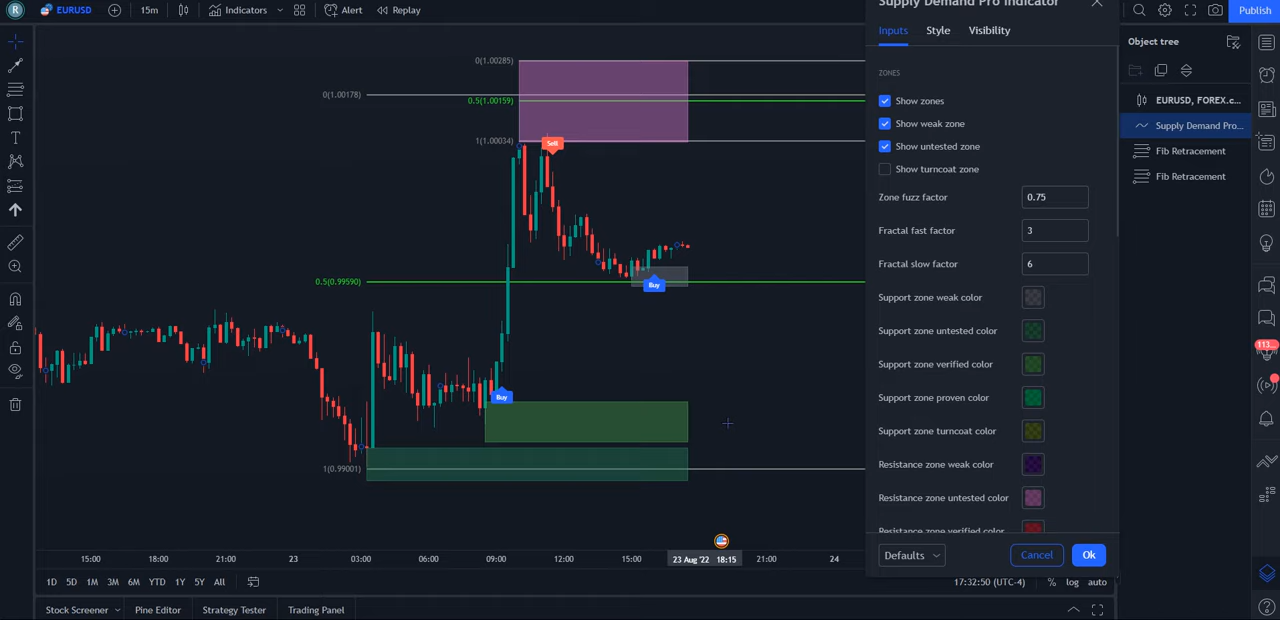 R
EURUSD
15m
Indicators
Alert
Replay
Publish
Supply Demand Pro Indicator
Inputs
Style
Visibility
ZONES
Show zones
Show weak zone
Show untested zone
Show turncoat zone
Zone fuzz factor
0.75
Fractal fast factor
3
Fractal slow factor
6
Support zone weak color
Support zone untested color
Support zone verified color
Support zone proven color
Support zone turncoat color
Resistance zone weak color
Resistance zone untested color
Resistance zone verified color
Defaults
Cancel
Ok
Object tree
EURUSD, FOREX.c...
Supply Demand Pro...
Fib Retracement
Fib Retracement
113...
0(1.00285)
0(1.00178)
0.5(1.00159)
1(1.00034)
Sell
0.5(0.99590)
Buy
Buy
1(0.99001)
15:00
18:00
21:00
23
03:00
06:00
09:00
12:00
15:00
23 Aug '22 18:15
21:00
24
1D
5D
1M
3M
6M
YTD
1Y
5Y
All
17:32:50 (UTC-4)
%
log
auto
Stock Screener
Pine Editor
Strategy Tester
Trading Panel